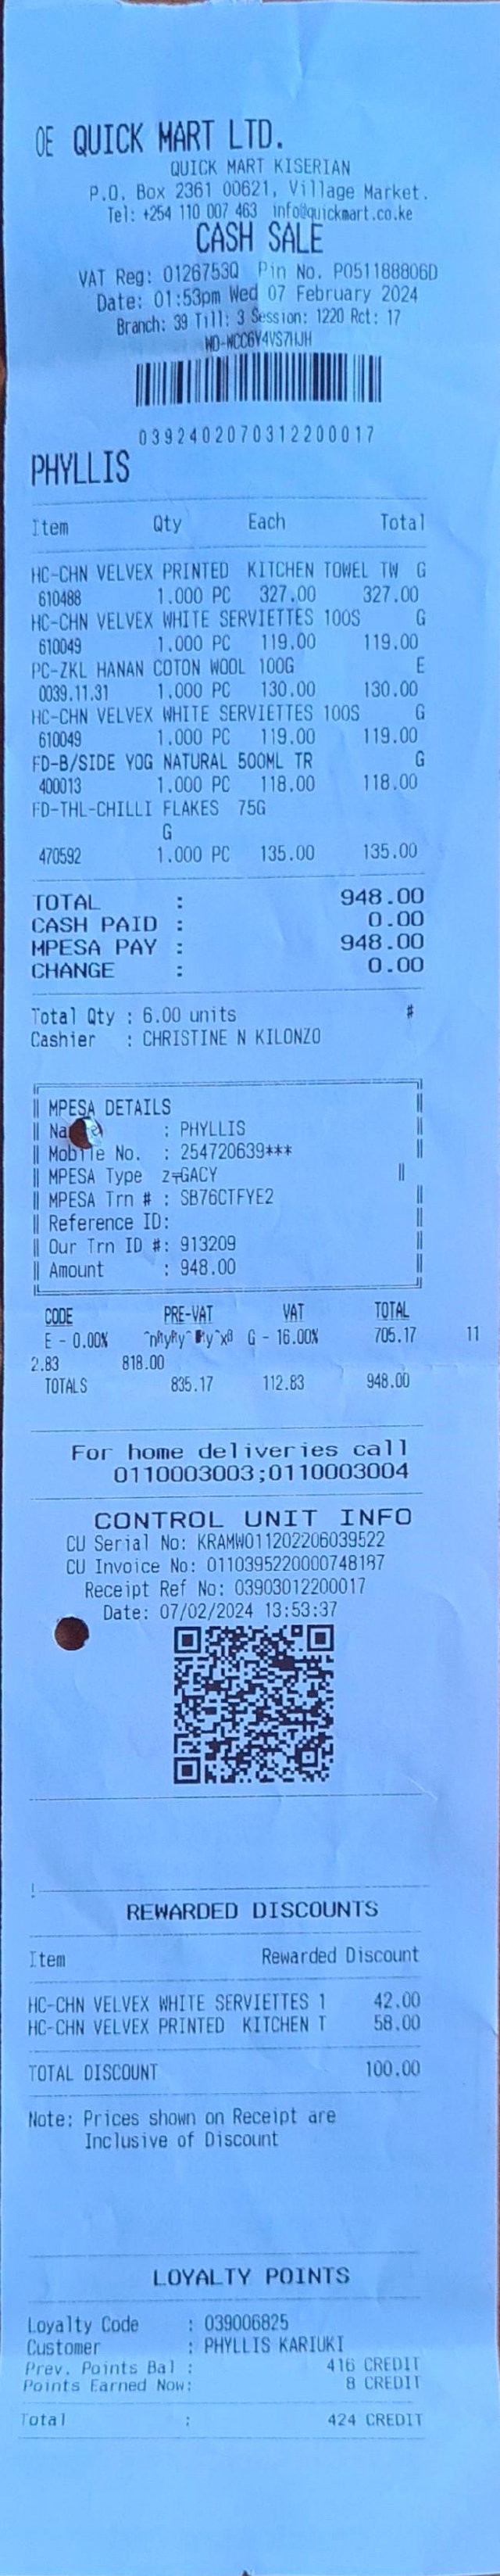 OE QUICK MART LTD.
QUICK MART KISERIAN
P.O. Box 2361 00621, Village Market.
Tel: +254 110 007 463 info@quickmart.co.ke
CASH SALE
VAT Reg: 0126753Q Pin No. P051188806D
Date: 01:53pm Wed 07 February 2024
Branch: 39 Till: 3 Session: 1220 Rct: 17
WD-WCC6Y4VS7HJH
0392402070312200017
PHYLLIS
Item Qty Each Total
HC-CHN VELVEX PRINTED KITCHEN TOWEL TW G
610488 1.000 PC 327.00 327.00
HC-CHN VELVEX WHITE SERVIETTES 100S G
610049 1.000 PC 119.00 119.00
PC-ZKL HANAN COTON WOOL 100G E
0039.11.31 1.000 PC 130.00 130.00
HC-CHN VELVEX WHITE SERVIETTES 100S G
610049 1.000 PC 119.00 119.00
FD-B/SIDE YOG NATURAL 500ML TR G
400013 1.000 PC 118.00 118.00
FD-THL-CHILLI FLAKES 75G
G
470592 1.000 PC 135.00 135.00
TOTAL : 948.00
CASH PAID : 0.00
MPESA PAY : 948.00
CHANGE : 0.00
Total Qty : 6.00 units #
Cashier : CHRISTINE N KILONZO
MPESA DETAILS
: PHYLLIS
Mobile No. : 254720639***
MPESA Type z=GACY
MPESA Trn # : SB76CTFYE2
Reference ID:
Our Trn ID #: 913209
Amount : 948.00
CODE PRE-VAT VAT TOTAL
E - 0.00% G - 16.00% 705.17 11
2.83 818.00
TOTALS 835.17 112.83 948.00
For home deliveries call
0110003003;0110003004
CONTROL UNIT INFO
CU Serial No: KRAMW011202206039522
CU Invoice No: 0110395220000748187
Receipt Ref No: 03903012200017
Date: 07/02/2024 13:53:37
REWARDED DISCOUNTS
Item Rewarded Discount
HC-CHN VELVEX WHITE SERVIETTES 1 42.00
HC-CHN VELVEX PRINTED KITCHEN T 58.00
TOTAL DISCOUNT 100.00
Note: Prices shown on Receipt are
Inclusive of Discount
LOYALTY POINTS
Loyalty Code : 039006825
Customer : PHYLLIS KARIUKI
Prev. Points Bal : 416 CREDIT
Points Earned Now: 8 CREDIT
Total : 424 CREDIT